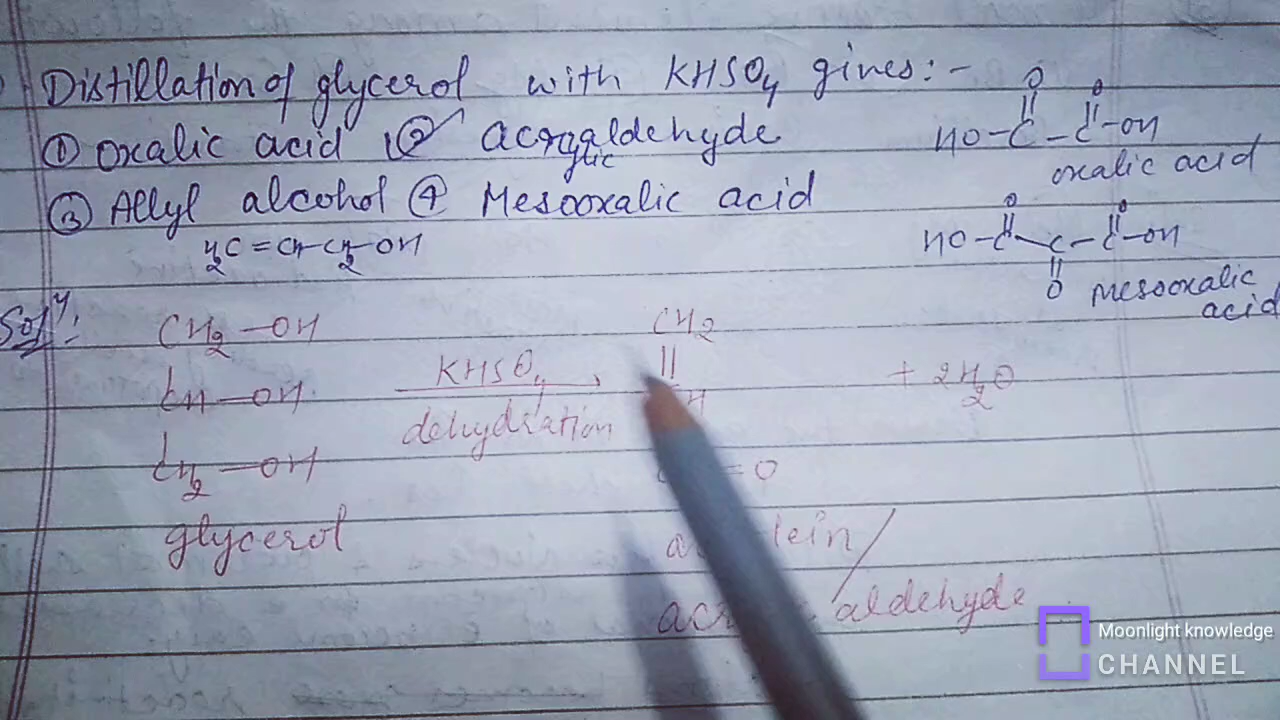 Distillation of glycerol with KHSO4 gives:-
① Oxalic acid ② acraaldehyde
ylic
③ Allyl alcohol ④ Mesooxalic acid
H2C=CH-CH2-OH
O O
HO-C-C-OH
oxalic acid
O O
HO-C-C-C-OH
O
Mesooxalic
acid
Solⁿ:
CH2-OH
CH-OH
CH2-OH
glycerol
KHSO4
dehydration
CH2
H
=O
+ 2H2O
aldehyde
Moonlight knowledge
CHANNEL